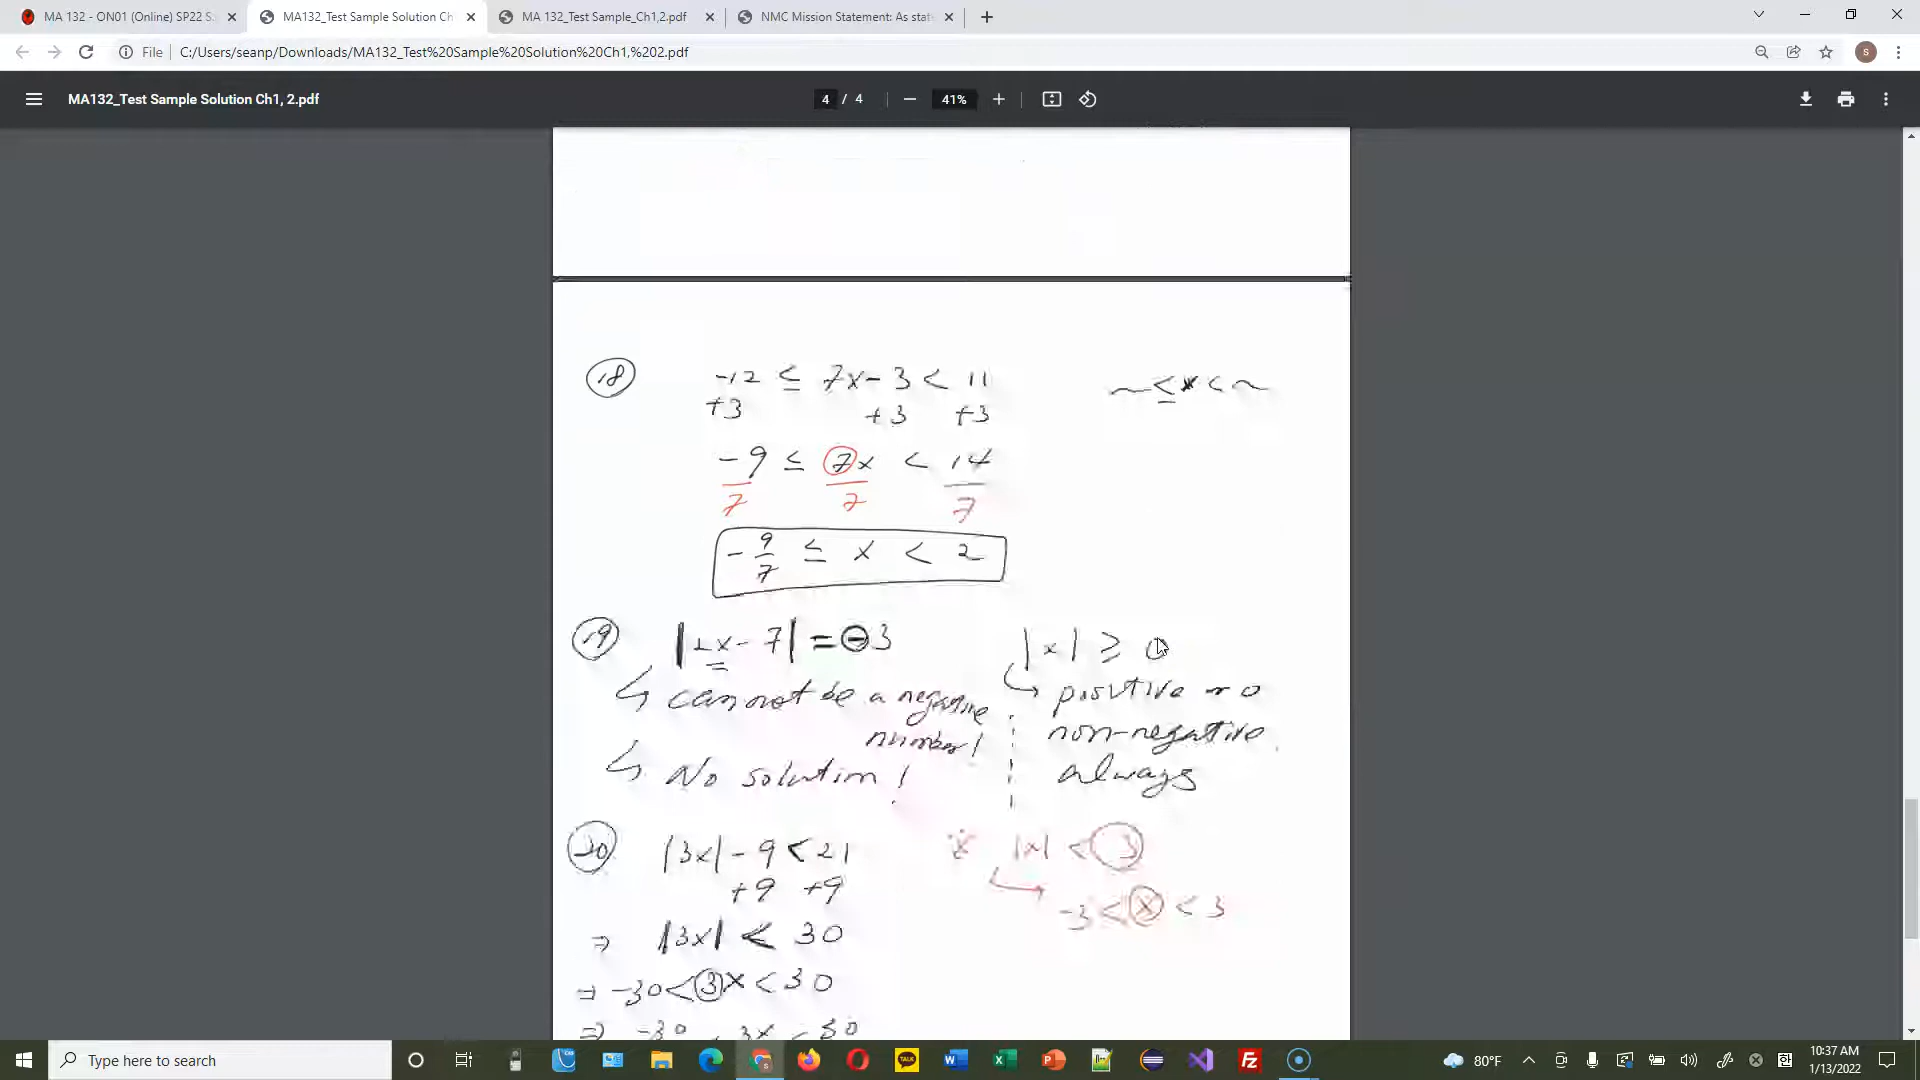 MA 132 - ON01 (Online) SP22 S
MA132_Test Sample Solution Ch
MA 132_Test Sample_Ch1,2.pdf
NMC Mission Statement: As stat
File
C:/Users/seanp/Downloads/MA132_Test%20Sample%20Solution%20Ch1,%202.pdf
S
MA132_Test Sample Solution Ch1, 2.pdf
4 / 4
41%
18 -12 ≤ 7x - 3 < 11
~ ≤ x < ~
+3 +3 +3
-9 ≤ 7x < 14
7 7 7
-9/7 ≤ x < 2
19 |2x - 7| = -3
|x| ≥ 0
cannot be a negative number!
positive or 0
non-negative
always
No solution!
20 |3x| - 9 < 21
+9 +9
※ |x| < 3
-3 < x < 3
⇒ |3x| < 30
⇒ -30 < 3x < 30
⇒ -30 < 3x < 30
Type here to search
TALK
80°F
10:37 AM
1/13/2022